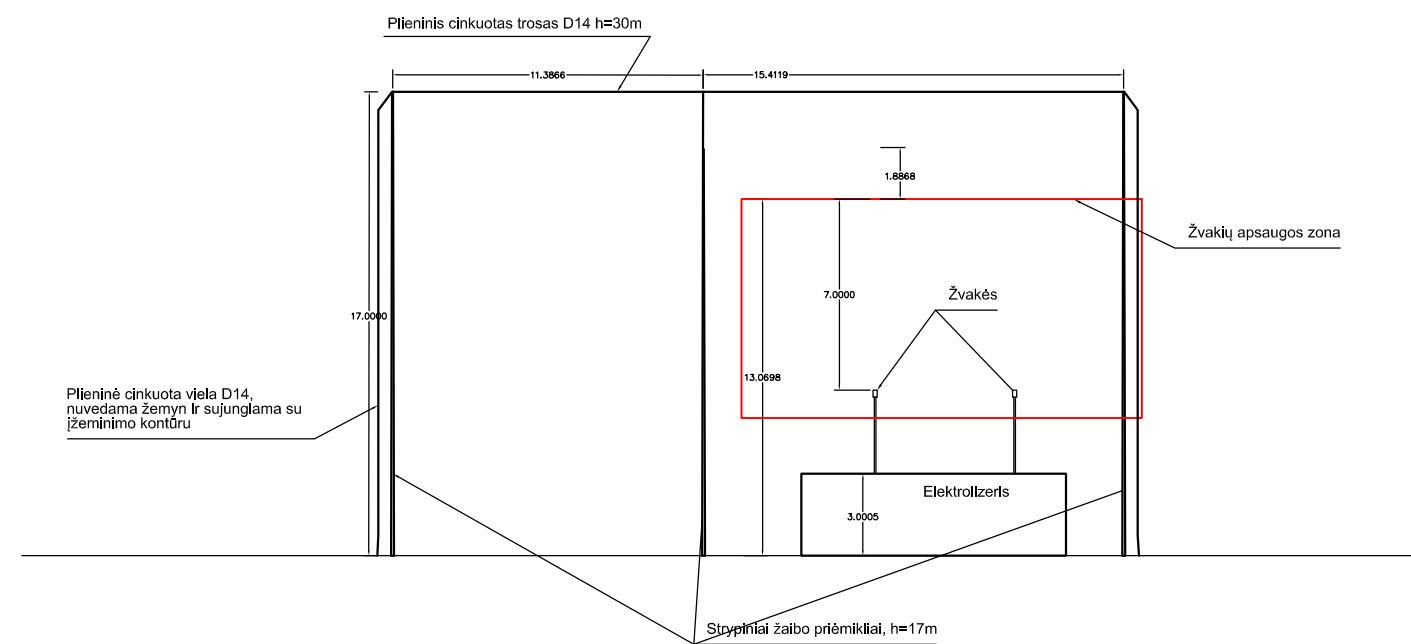 Plieninis cinkuotas trosas D14 h=30m
11.3866
15.4119
1.8868
Žvakių apsaugos zona
7.0000
Žvakės
17.0000
13.0698
Plieninė cinkuota viela D14,
nuvedama žemyn ir sujungiama su
įžeminimo kontūru
Elektrolizeris
3.0005
Strypiniai žaibo priėmikliai, h=17m